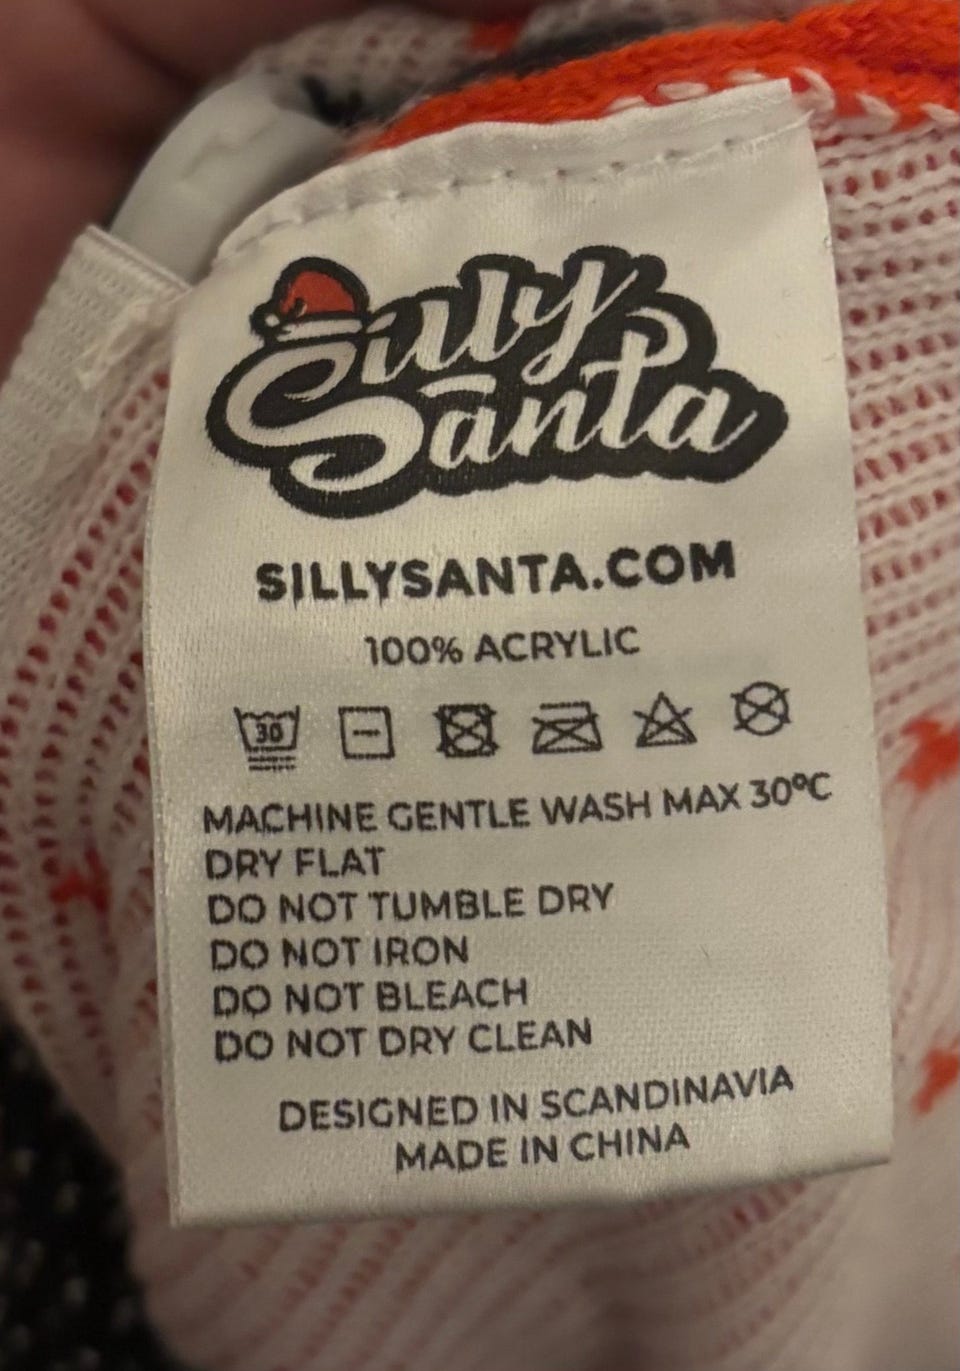 Silly
Santa
SILLYSANTA.COM
100% ACRYLIC
30
MACHINE GENTLE WASH MAX 30ºC
DRY FLAT
DO NOT TUMBLE DRY
DO NOT IRON
DO NOT BLEACH
DO NOT DRY CLEAN
DESIGNED IN SCANDINAVIA
MADE IN CHINA